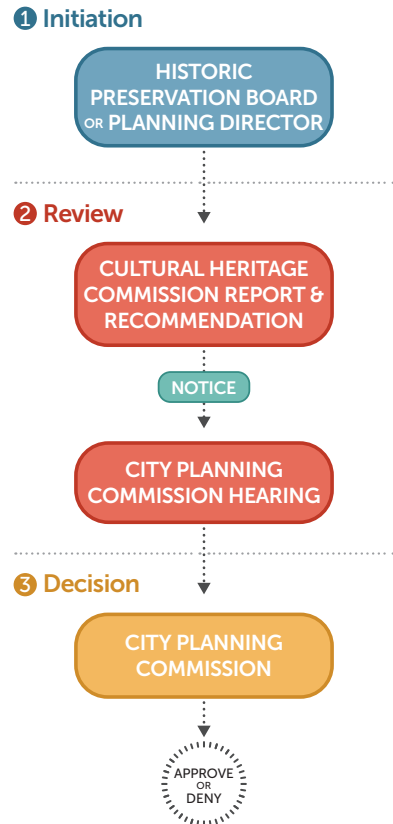 1 Initiation
HISTORIC
PRESERVATION BOARD
OR PLANNING DIRECTOR
2 Review
CULTURAL HERITAGE
COMMISSION REPORT &
RECOMMENDATION
NOTICE
CITY PLANNING
COMMISSION HEARING
3 Decision
CITY PLANNING
COMMISSION
APPROVE
OR
DENY